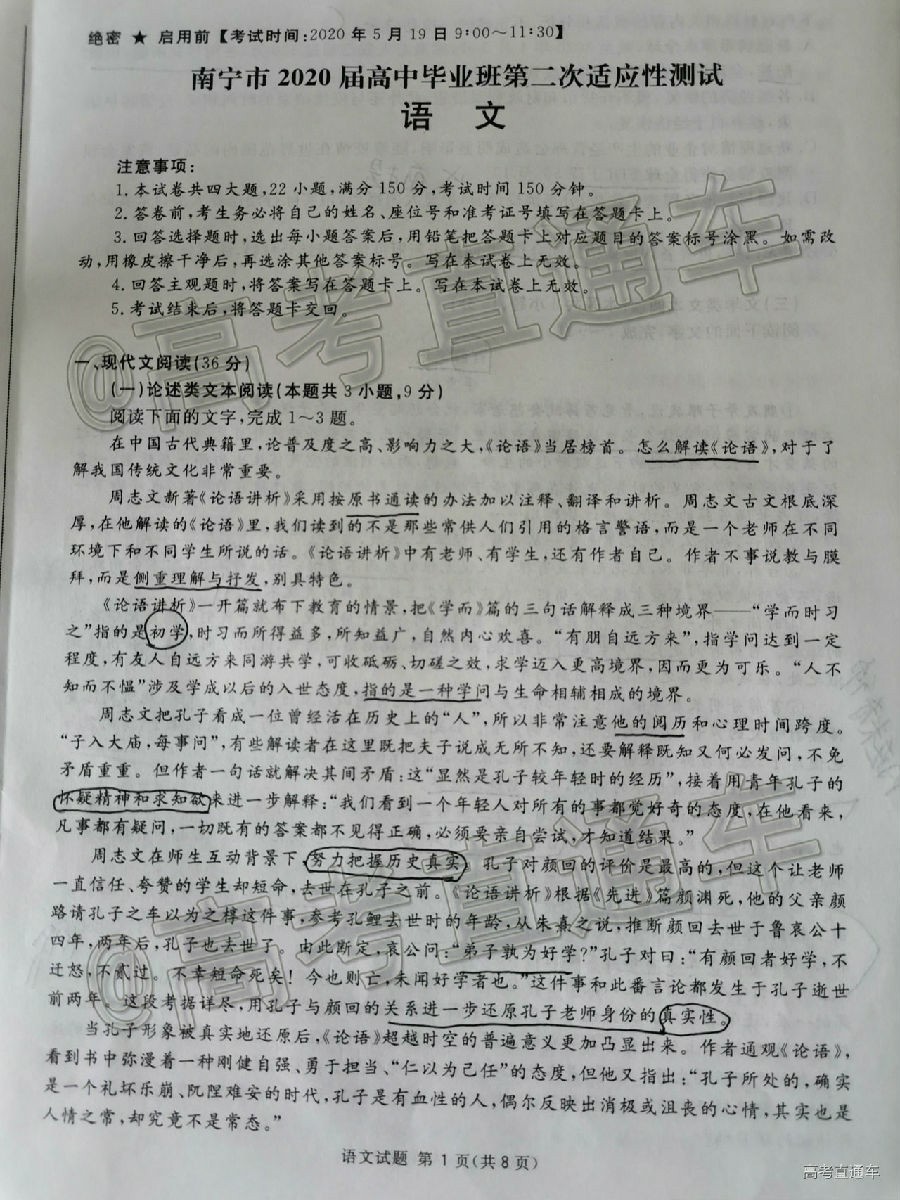 绝密 ★ 启用前【考试时间:2020年5月19日9:00~11:30】
南宁市2020届高中毕业班第二次适应性测试
语 文
注意事项:
1.本试卷共四大题,22小题,满分150分,考试时间150分钟。
2.答卷前,考生务必将自己的姓名、座位号和准考证号填写在答题卡上。
3.回答选择题时,选出每小题答案后,用铅笔把答题卡上对应题目的答案标号涂黑。如需改
动,用橡皮擦干净后,再选涂其他答案标号。写在本试卷上无效。
4.回答主观题时,将答案写在答题卡上。写在本试卷上无效。
5.考试结束后,将答题卡交回。
一、现代文阅读(36分)
(一)论述类文本阅读(本题共3小题,9分)
阅读下面的文字,完成1~3题。
在中国古代典籍里,论普及度之高、影响力之大,《论语》当居榜首。怎么解读《论语》,对于了
解我国传统文化非常重要。
周志文新著《论语讲析》采用按原书通读的办法加以注释、翻译和讲析。周志文古文根底深
厚,在他解读的《论语》里,我们读到的不是那些常供人们引用的格言警语,而是一个老师在不同
环境下和不同学生所说的话。《论语讲析》中有老师、有学生,还有作者自己。作者不事说教与膜
拜,而是侧重理解与抒发,别具特色。
《论语讲析》一开篇就布下教育的情景,把《学而》篇的三句话解释成三种境界——“学而时习
之”指的是初学,时习而所得益多,所知益广,自然内心欢喜。“有朋自远方来”,指学问达到一定
程度,有友人自远方来同游共学,可收砥砺、切磋之效,求学迈入更高境界,因而更为可乐。“人不
知而不愠”涉及学成以后的入世态度,指的是一种学问与生命相辅相成的境界。
周志文把孔子看成一位曾经活在历史上的“人”,所以非常注意他的阅历和心理时间跨度。
“子入大庙,每事问”,有些解读者在这里既把夫子说成无所不知,还要解释既知又何必发问,不免
矛盾重重。但作者一句话就解决其间矛盾:这“显然是孔子较年轻时的经历”,接着用青年孔子的
怀疑精神和求知欲来进一步解释:“我们看到一个年轻人对所有的事都觉好奇的态度,在他看来,
凡事都有疑问,一切既有的答案都不见得正确,必须要亲自尝试,才知道结果。”
周志文在师生互动背景下,努力把握历史真实。孔子对颜回的评价是最高的,但这个让老师
一直信任、夸赞的学生却短命,去世在孔子之前。《论语讲析》根据《先进》篇颜渊死,他的父亲颜
路请孔子之车以为之椁这件事,参考孔鲤去世时的年龄,从朱熹之说,推断颜回去世于鲁哀公十
四年,两年后,孔子也去世了。由此断定,哀公问:“弟子孰为好学?”孔子对曰:“有颜回者好学,不
迁怒,不贰过。不幸短命死矣!今也则亡,未闻好学者也。”这件事和此番言论都发生于孔子逝世
前两年。这段考据详尽,用孔子与颜回的关系进一步还原孔子老师身份的真实性。
当孔子形象被真实地还原后,《论语》超越时空的普遍意义更加凸显出来。作者通观《论语》,
看到书中弥漫着一种刚健自强、勇于担当、“仁以为己任”的态度,但他又指出:“孔子所处的,确实
是一个礼坏乐崩、阢陧难安的时代,孔子是有血性的人,偶尔反映出消极或沮丧的心情,其实也是
人情之常,却究竟不是常态。”
语文试题 第1页(共8页)
@高考直通车
@高考直通车
高考直通车